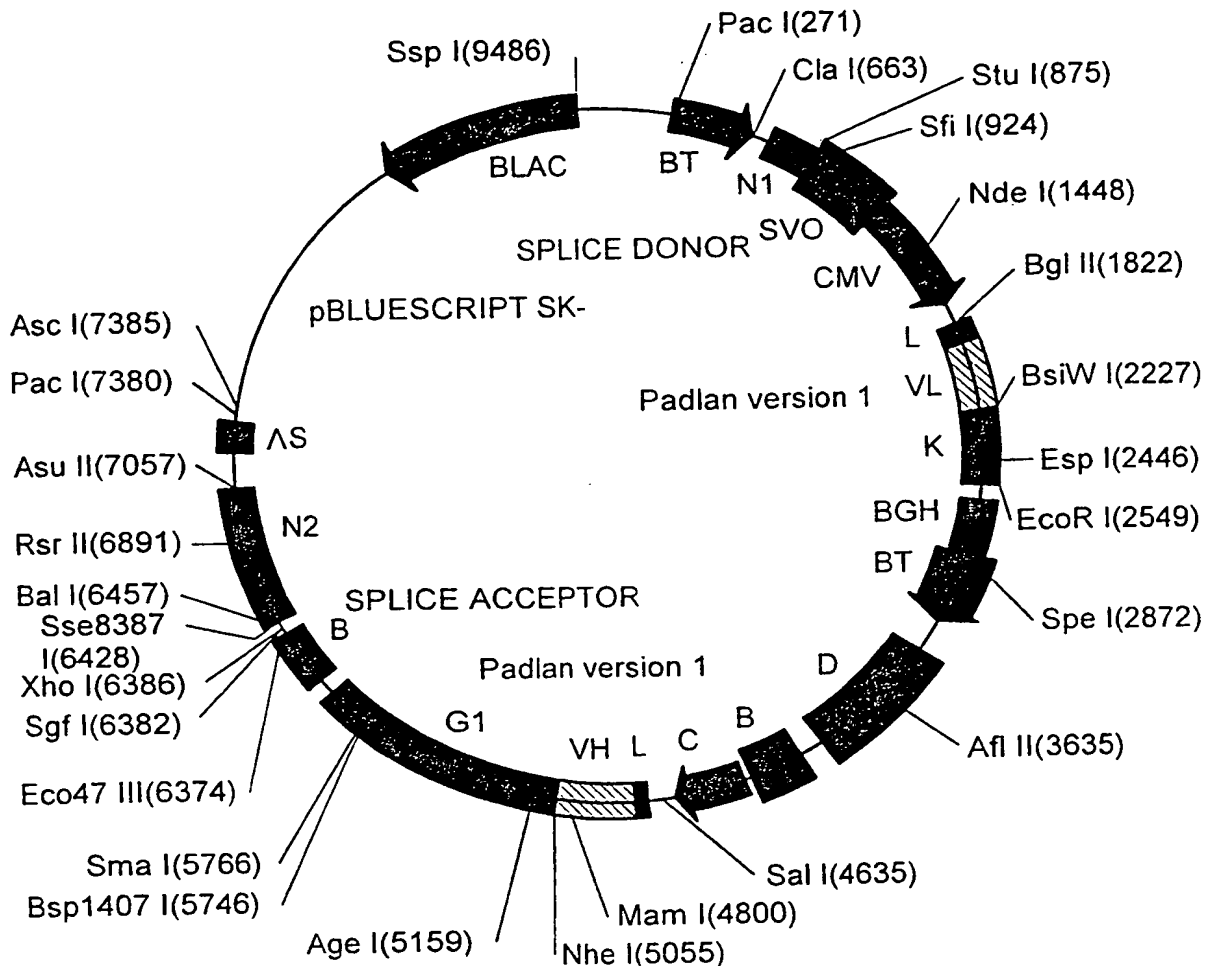 Pac I(271)
Ssp I(9486)
Cla I(663)
Stu I(875)
Sfi I(924)
BLAC
BT
N1
Nde I(1448)
SVO
SPLICE DONOR
CMV
Bgl II(1822)
pBLUESCRIPT SK-
Asc I(7385)
L
Pac I(7380)
VL
BsiW I(2227)
Padlan version 1
ΛS
K
Asu II(7057)
Esp I(2446)
BGH
EcoR I(2549)
N2
Rsr II(6891)
BT
Bal I(6457)
SPLICE ACCEPTOR
Spe I(2872)
Sse8387
I(6428)
B
Xho I(6386)
Padlan version 1
D
Sgf I(6382)
G1
VH
L
C
B
Afl II(3635)
Eco47 III(6374)
Sma I(5766)
Sal I(4635)
Bsp1407 I(5746)
Mam I(4800)
Age I(5159)
Nhe I(5055)